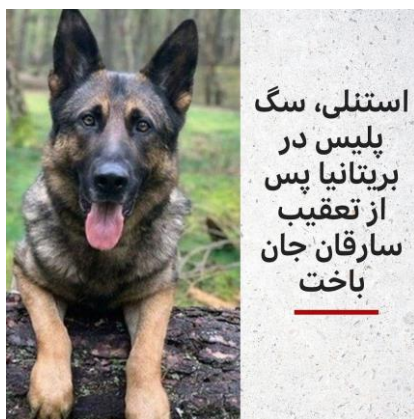 استنلی، سگ
پلیس در
بریتانیا پس
از تعقیب
سارقان جان
باخت